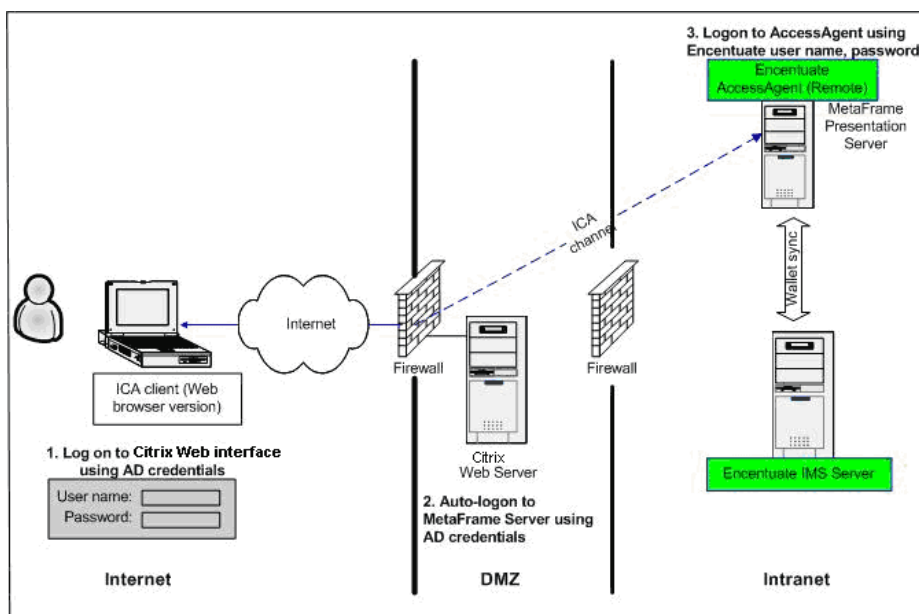 3. Logon to AccessAgent using
Encentuate user name, password
Encentuate
AccessAgent (Remote)
MetaFrame
Presentation
Server
ICA
channel
Wallet sync
Internet
Firewall
Firewall
ICA client (Web
browser version)
Citrix
Web Server
Encentuate IMS Server
1. Log on to Citrix Web interface
using AD credentials
User name:
Password:
2. Auto-logon to
MetaFrame Server using
AD credentials
Internet
DMZ
Intranet